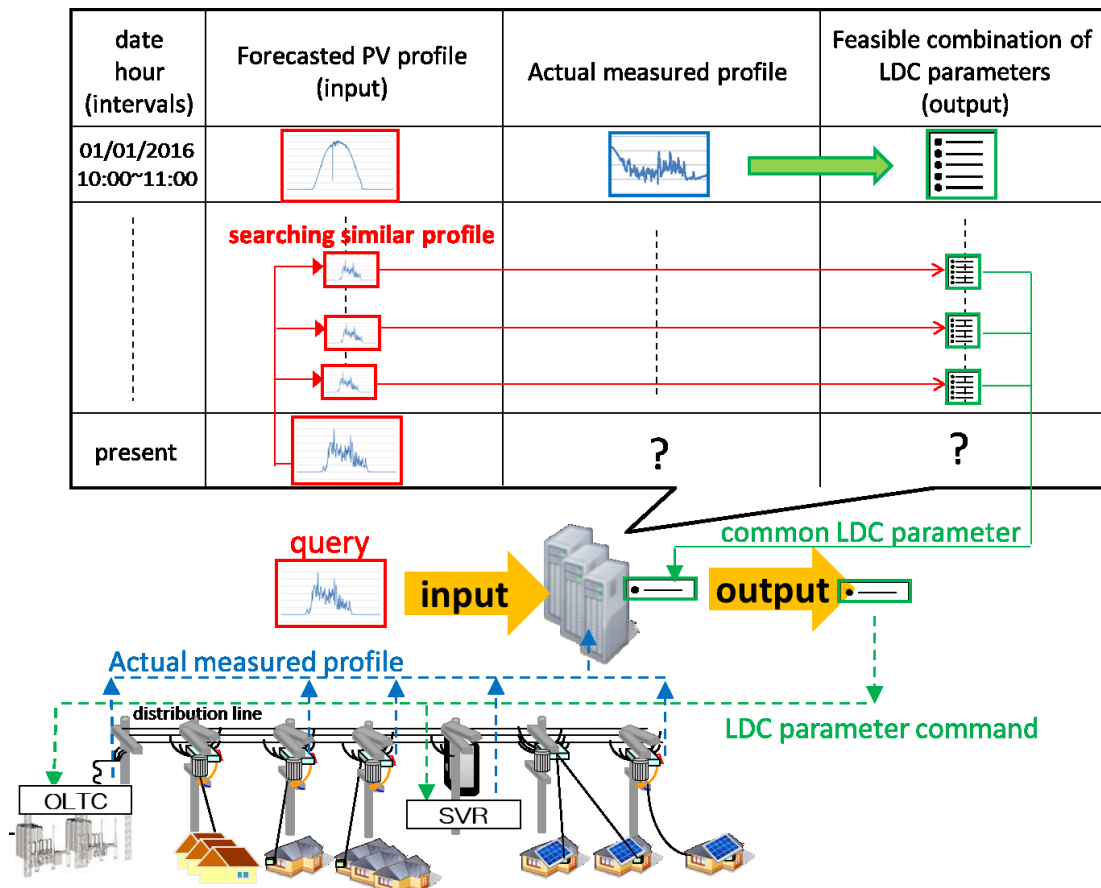 date
hour
(intervals)
Forecasted PV profile
(input)
Actual measured profile
Feasible combination of
LDC parameters
(output)
01/01/2016
10:00~11:00
searching similar profile
present
?
?
query
common LDC parameter
input
output
Actual measured profile
distribution line
LDC parameter command
OLTC
SVR